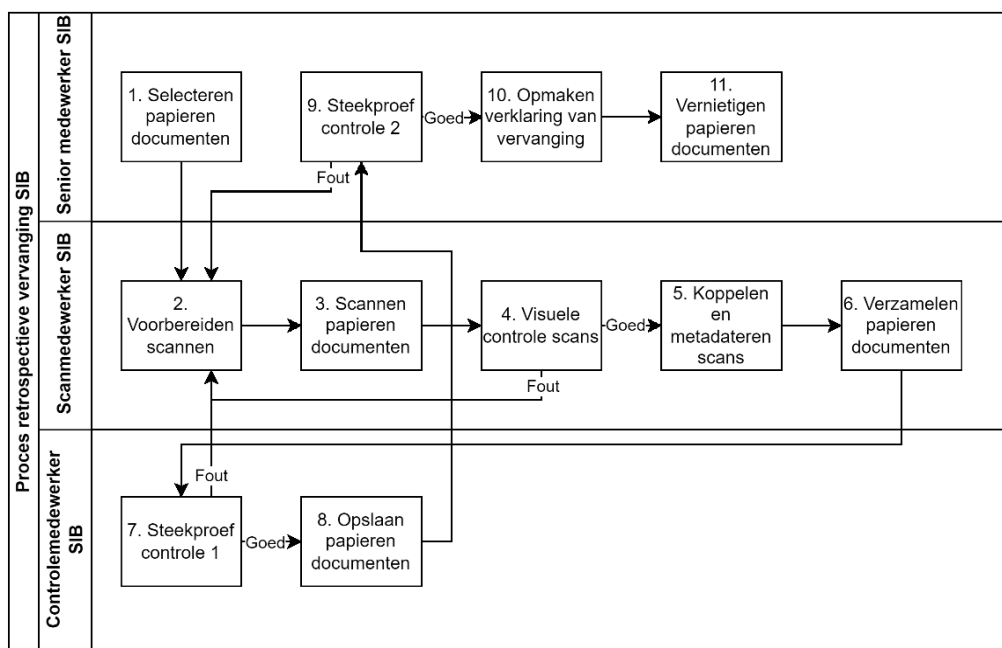 Proces retrospectieve vervanging SIB
Senior medewerker SIB
1. Selecteren
papieren
documenten
9. Steekproef
controle 2
Goed
10. Opmaken
verklaring van
vervanging
11.
Vernietigen
papieren
documenten
Fout
Scanmedewerker SIB
2.
Voorbereiden
scannen
3. Scannen
papieren
documenten
4. Visuele
controle scans
Goed
5. Koppelen
en
metadateren
scans
6. Verzamelen
papieren
documenten
Fout
Controlemedewerker
SIB
Fout
7. Steekproef
controle 1
Goed
8. Opslaan
papieren
documenten